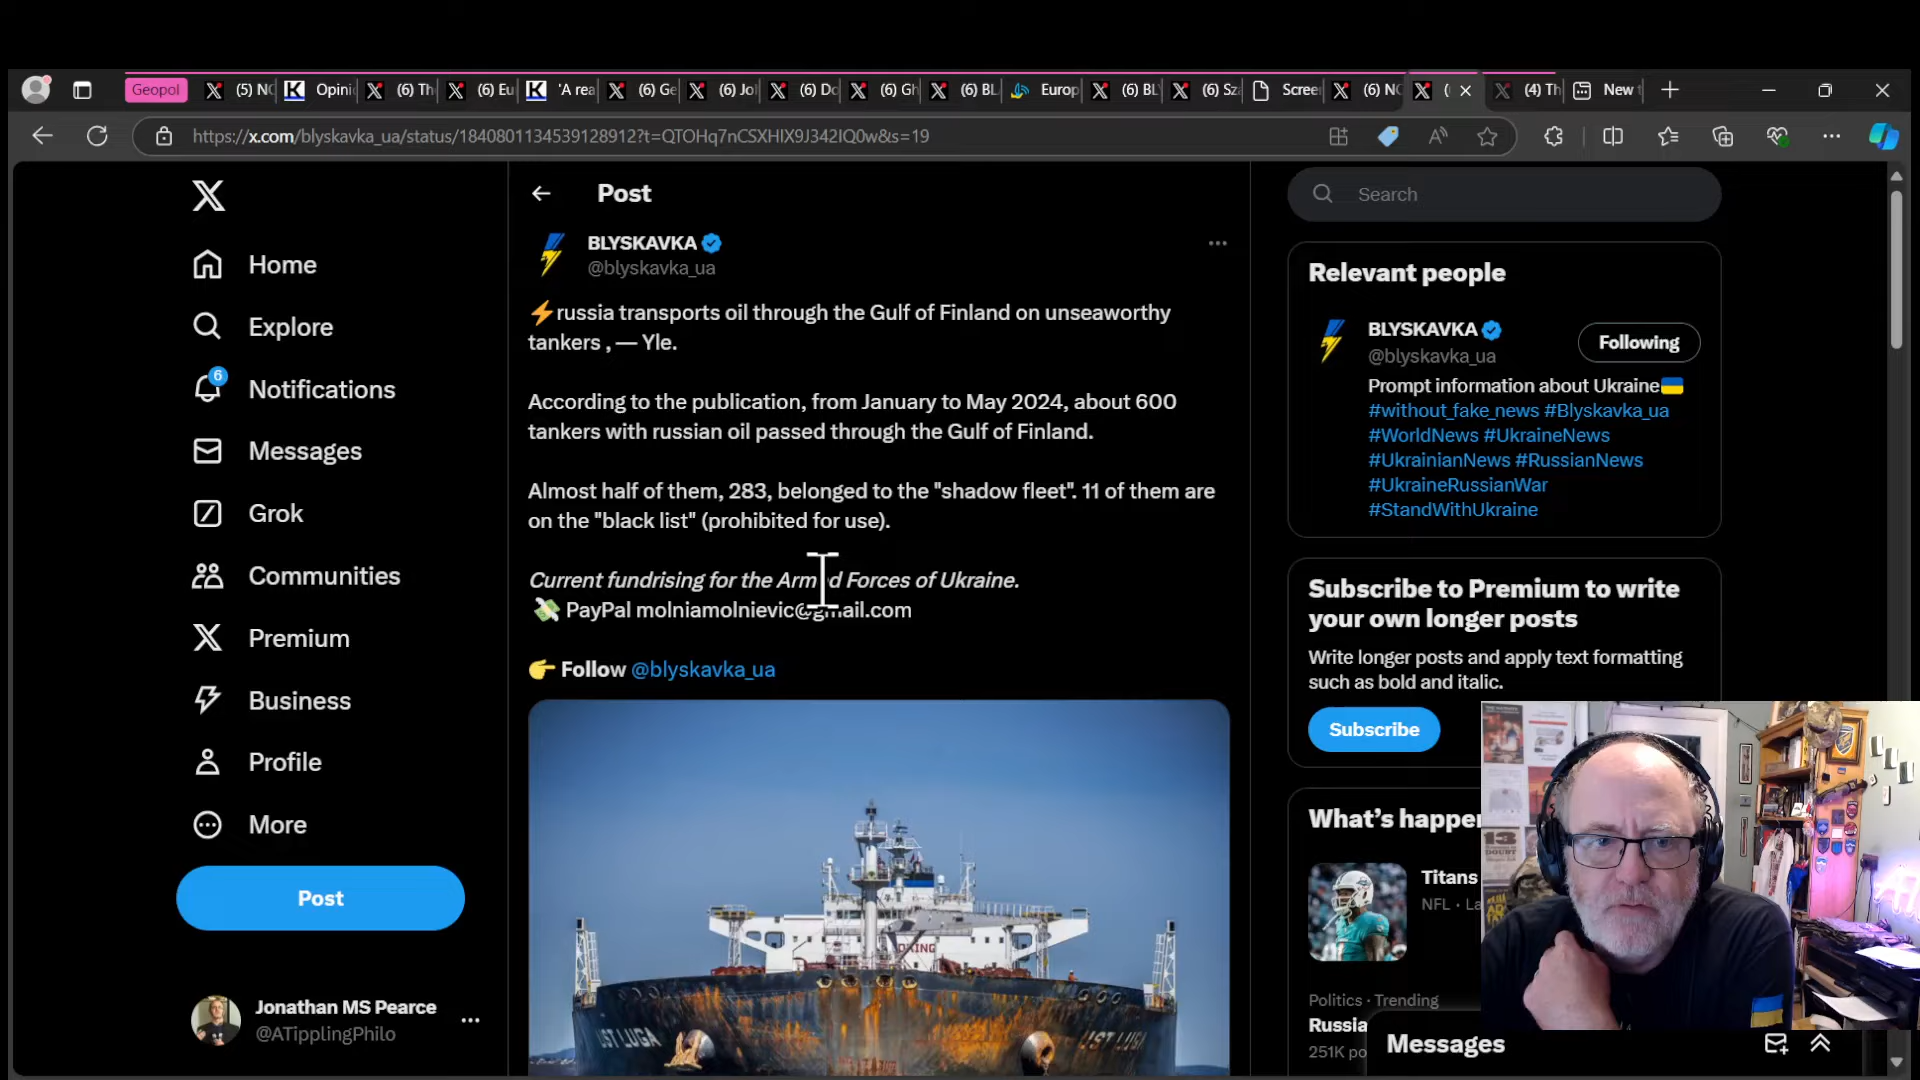 Geopol
(5) NC
Opini
(6) Th
(6) Eu
'A rea
(6) Ge
(6) Jo
(6) Do
(6) Gh
(6) BL
Europ
(6) BL
(6) Sz
Scree
(6) NC
(4) Th
New t
https://x.com/blyskavka_ua/status/1840801134539128912?t=QTOHq7nCSXHIX9J342IQ0w&s=19
Home
Explore
6
Notifications
Messages
Grok
Communities
Premium
Business
Profile
More
Post
Jonathan MS Pearce
@ATipplingPhilo
Post
BLYSKAVKA
@blyskavka_ua
⚡russia transports oil through the Gulf of Finland on unseaworthy
tankers , — Yle.
According to the publication, from January to May 2024, about 600
tankers with russian oil passed through the Gulf of Finland.
Almost half of them, 283, belonged to the "shadow fleet". 11 of them are
on the "black list" (prohibited for use).
Current fundrising for the Armed Forces of Ukraine.
💸 PayPal molniamolnievic@gmail.com
👉 Follow @blyskavka_ua
OKING
UST LUGA
UST LUGA
Search
Relevant people
BLYSKAVKA
@blyskavka_ua
Following
Prompt information about Ukraine🇺🇦
#without_fake_news #Blyskavka_ua
#WorldNews #UkraineNews
#UkrainianNews #RussianNews
#UkraineRussianWar
#StandWithUkraine
Subscribe to Premium to write
your own longer posts
Write longer posts and apply text formatting
such as bold and italic.
Subscribe
What's happe
Titans
NFL · La
Politics · Trending
Russia
251K po
Messages